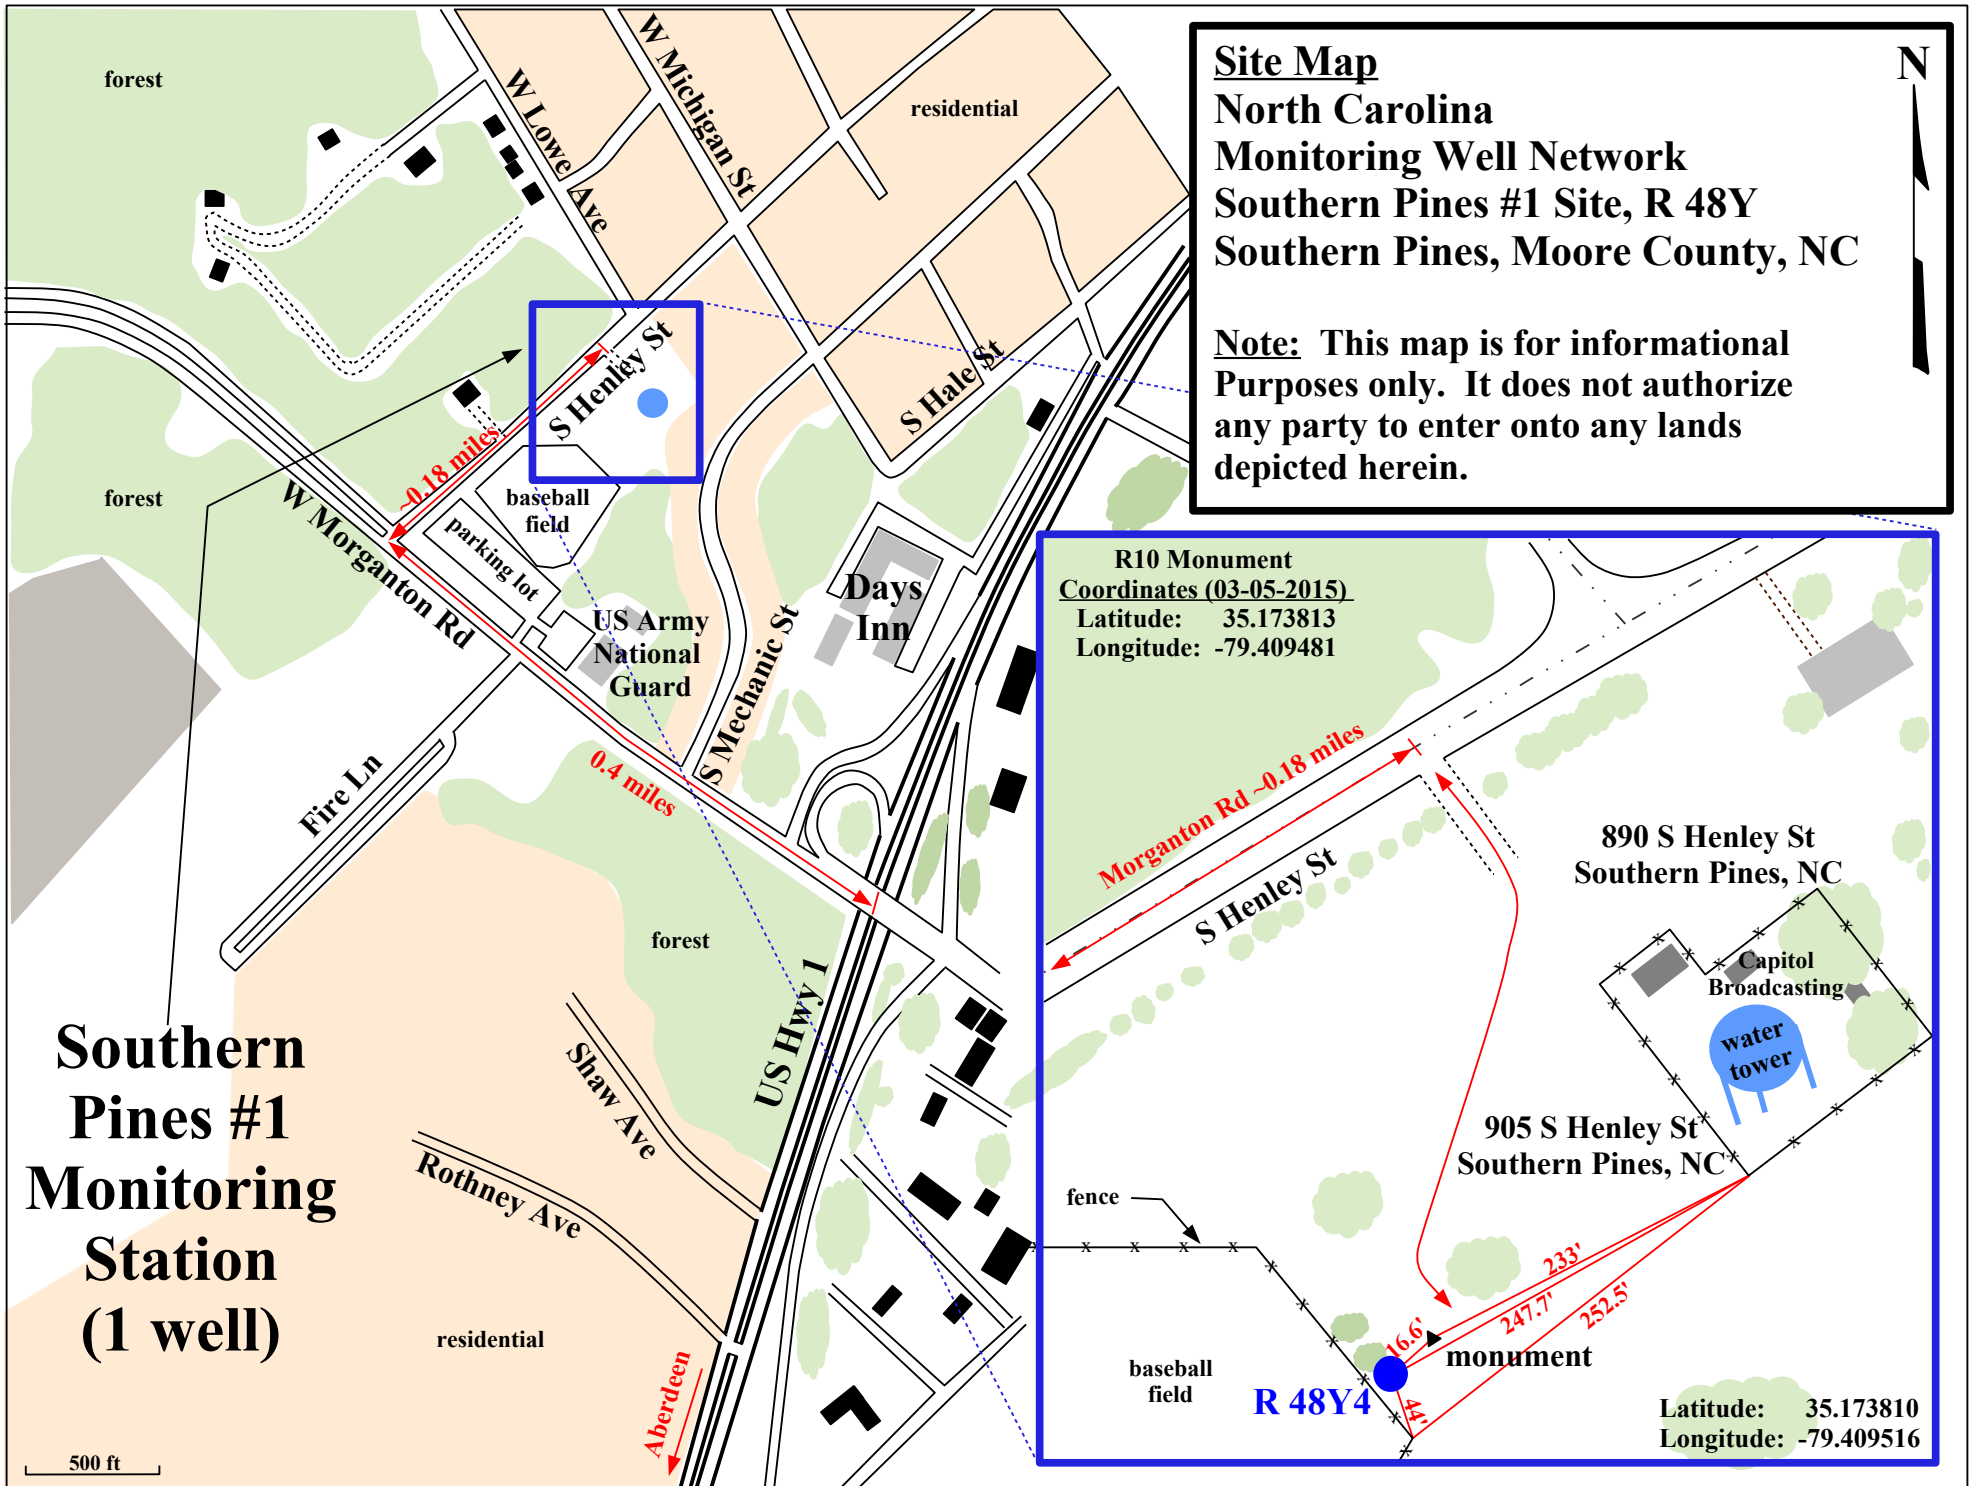 Site Map
N
North Carolina
Monitoring Well Network
Southern Pines #1 Site, R 48Y
Southern Pines, Moore County, NC
Note: This map is for informational
Purposes only. It does not authorize
any party to enter onto any lands
depicted herein.
forest
W Lowe Ave
W Michigan St
residential
S Henley St
S Hale St
~0.18 miles
forest
W Morganton Rd
baseball
field
parking lot
US Army
National
Guard
Days
Inn
S Mechanic St
0.4 miles
Fire Ln
forest
US Hwy 1
Shaw Ave
Rothney Ave
residential
Aberdeen
Southern
Pines #1
Monitoring
Station
(1 well)
500 ft
R10 Monument
Coordinates (03-05-2015)
Latitude: 35.173813
Longitude: -79.409481
Morganton Rd ~0.18 miles
S Henley St
890 S Henley St
Southern Pines, NC
Capitol
Broadcasting
water
tower
905 S Henley St
Southern Pines, NC
fence
x x x x x
233'
247.7'
252.5'
16.6'
monument
baseball
field
R 48Y4
44'
Latitude: 35.173810
Longitude: -79.409516